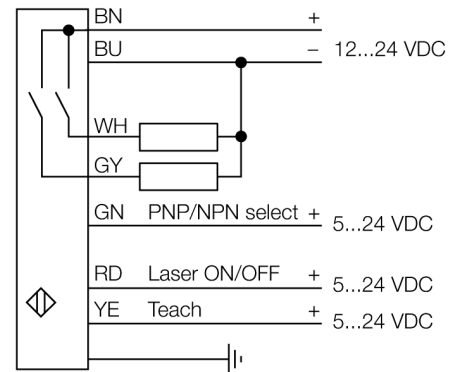 BN +
BU – 12...24 VDC
WH
GY
GN PNP/NPN select + 5...24 VDC
RD Laser ON/OFF + 5...24 VDC
YE Teach + 5...24 VDC